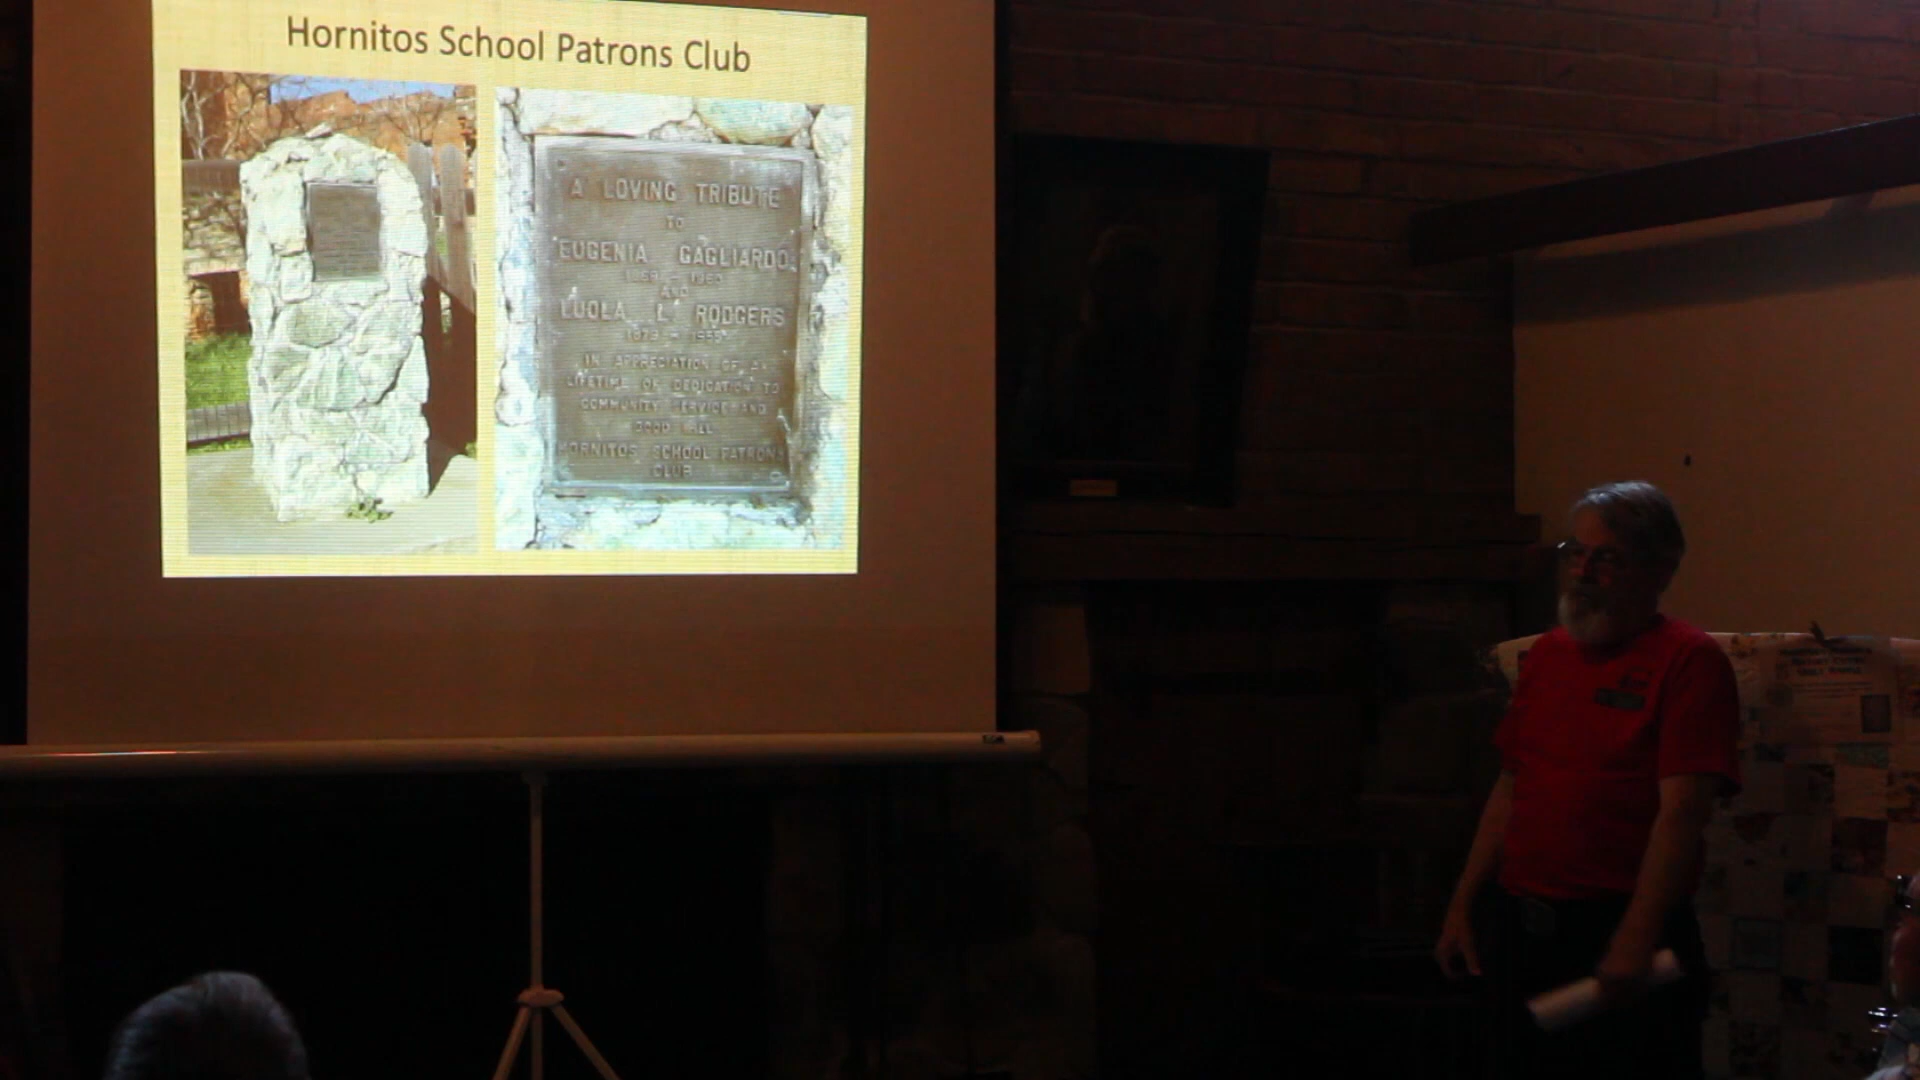 Hornitos School Patrons Club
A LOVING TRIBUTE
TO
EUGENIA GAGLIARDO
AND
LUOLA L. RODGERS
IN APPRECIATION OF A
LIFETIME OF DEDICATION TO
COMMUNITY SERVICE AND
GOOD WILL
HORNITOS SCHOOL PATRONS
CLUB